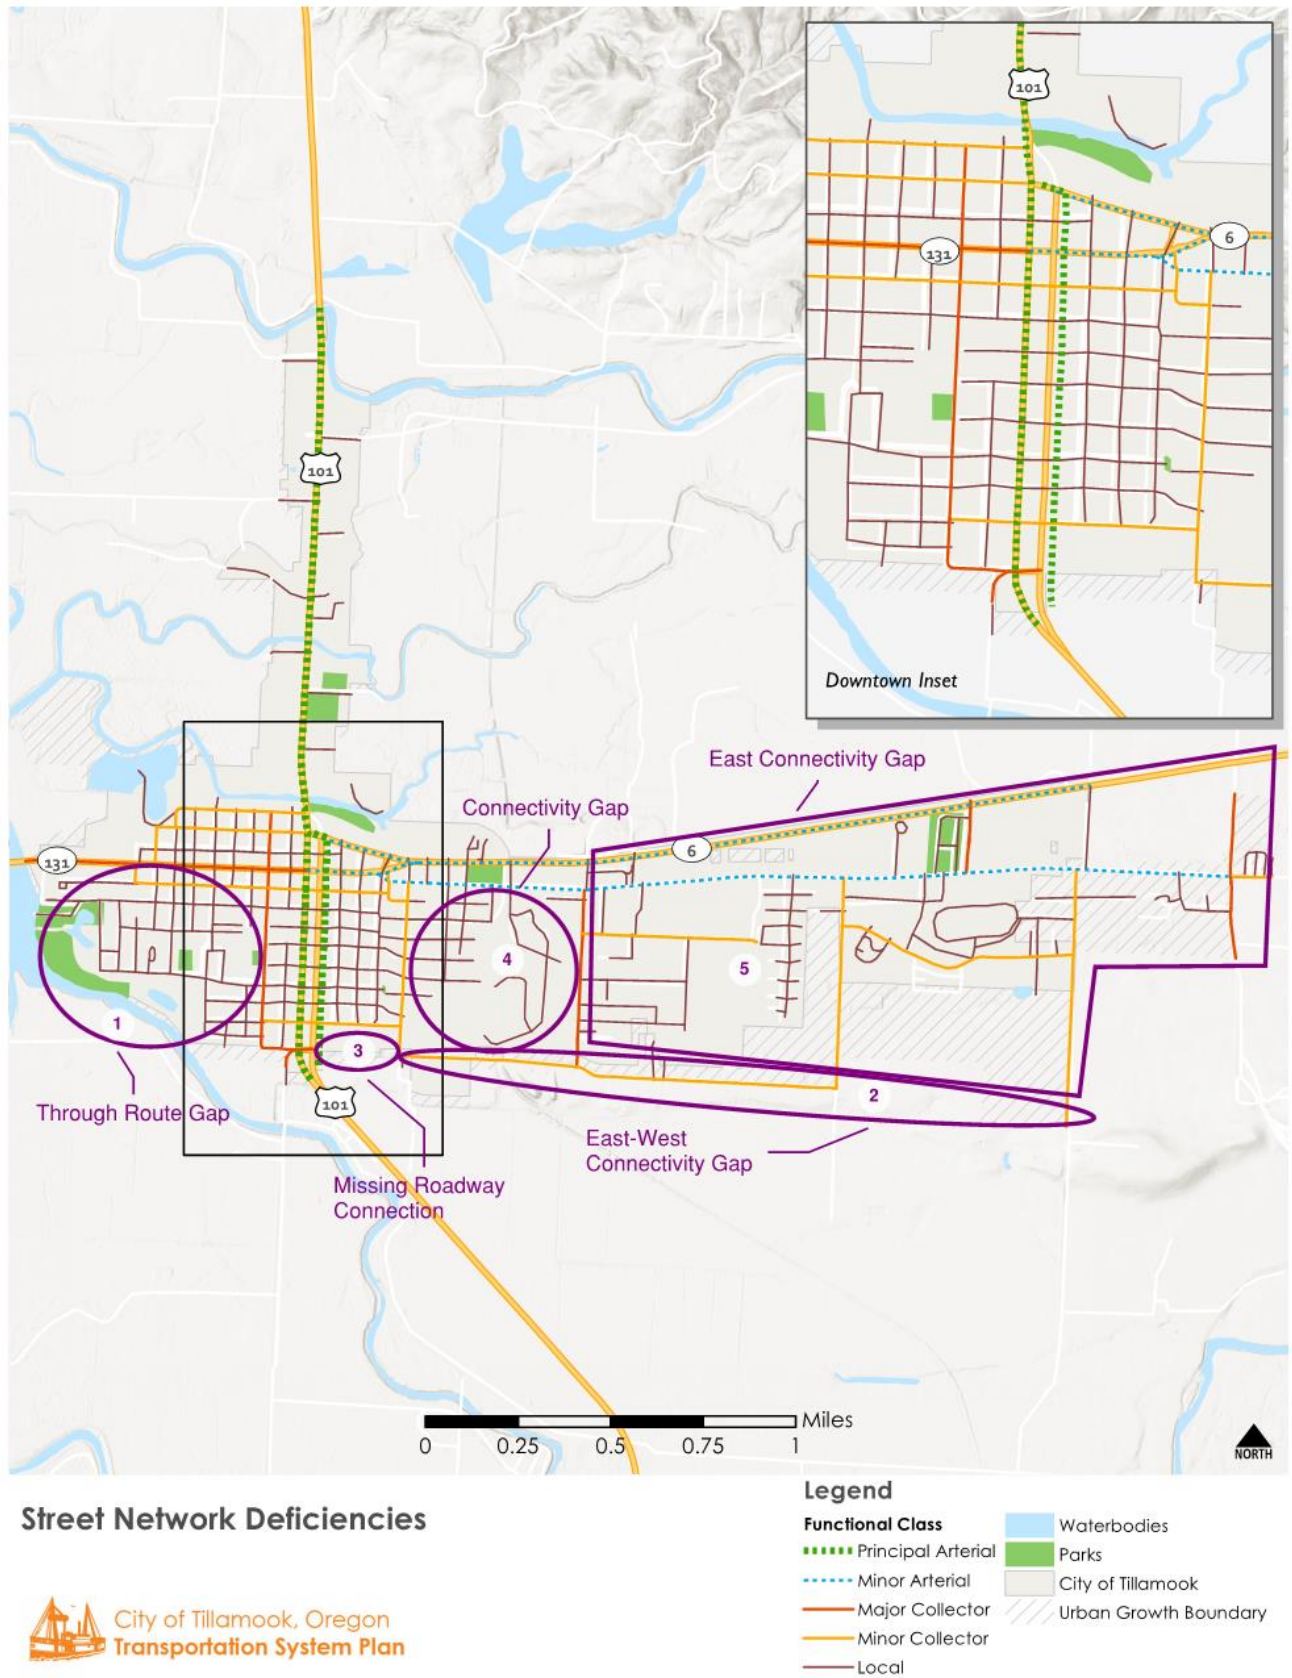 101
131
6
Downtown Inset
101
East Connectivity Gap
Connectivity Gap
6
131
4
5
1
3
2
Through Route Gap
101
East-West
Connectivity Gap
Missing Roadway
Connection
Miles
0 0.25 0.5 0.75 1
NORTH
Street Network Deficiencies
City of Tillamook, Oregon
Transportation System Plan
Legend
Functional Class
Principal Arterial
Minor Arterial
Major Collector
Minor Collector
Local
Waterbodies
Parks
City of Tillamook
Urban Growth Boundary